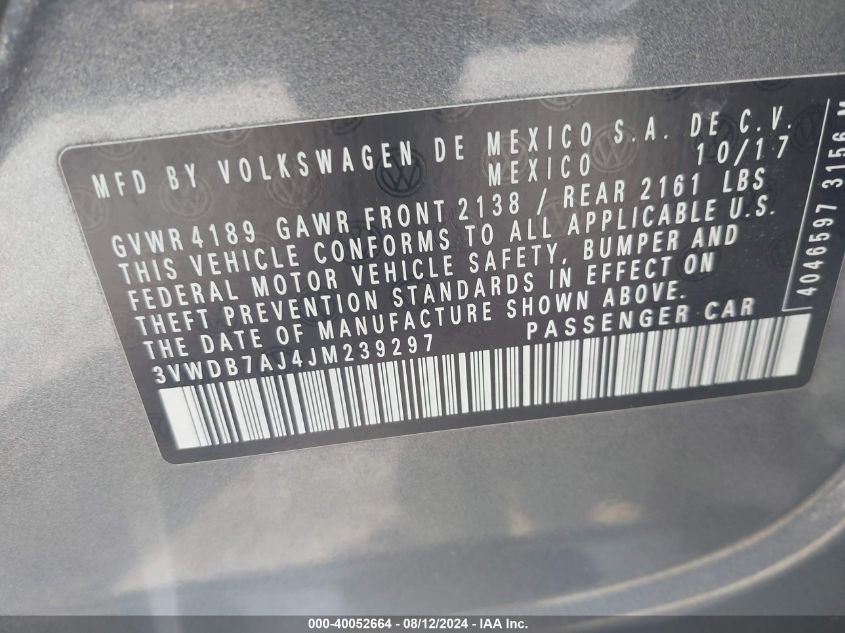 MFD BY VOLKSWAGEN DE MEXICO S.A. DE C.V.
MEXICO 10/17
GVWR 4189 GAWR FRONT 2138 / REAR 2161 LBS
THIS VEHICLE CONFORMS TO ALL APPLICABLE U.S.
FEDERAL MOTOR VEHICLE SAFETY, BUMPER AND
THEFT PREVENTION STANDARDS IN EFFECT ON
THE DATE OF MANUFACTURE SHOWN ABOVE.
3VWDB7AJ4JM239297 PASSENGER CAR
4046597 3156 M
000-40052664 - 08/12/2024 - IAA Inc.